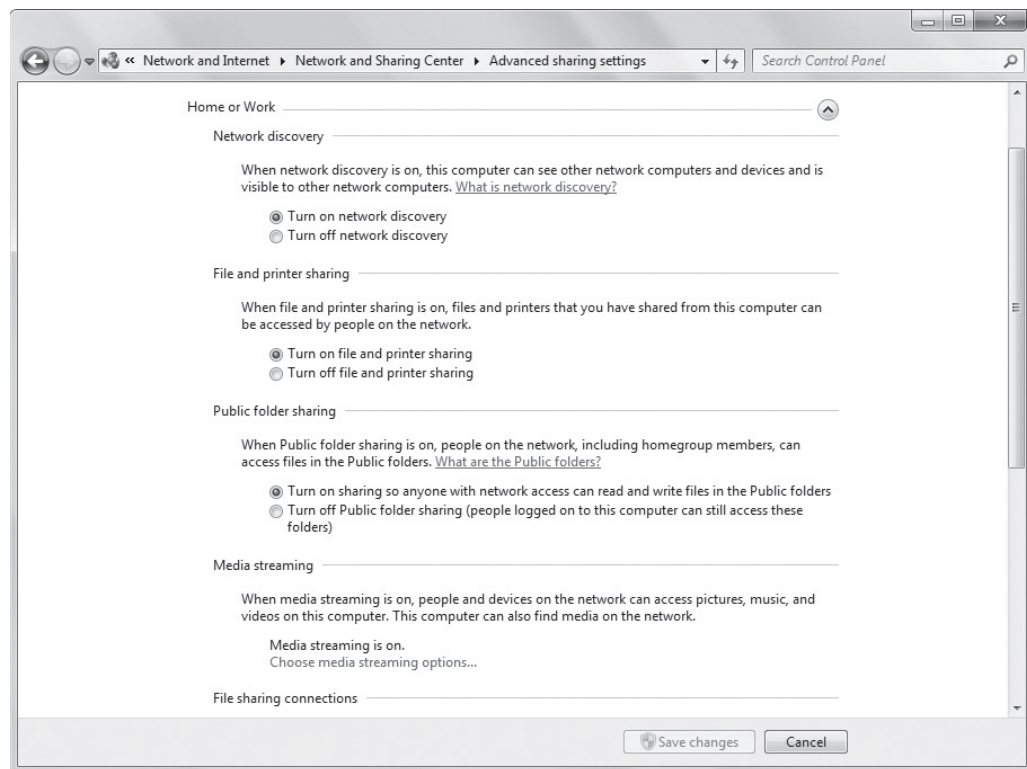 « Network and Internet ▸ Network and Sharing Center ▸ Advanced sharing settings
Search Control Panel
Home or Work
Network discovery
When network discovery is on, this computer can see other network computers and devices and is
visible to other network computers. What is network discovery?
Turn on network discovery
Turn off network discovery
File and printer sharing
When file and printer sharing is on, files and printers that you have shared from this computer can
be accessed by people on the network.
Turn on file and printer sharing
Turn off file and printer sharing
Public folder sharing
When Public folder sharing is on, people on the network, including homegroup members, can
access files in the Public folders. What are the Public folders?
Turn on sharing so anyone with network access can read and write files in the Public folders
Turn off Public folder sharing (people logged on to this computer can still access these
folders)
Media streaming
When media streaming is on, people and devices on the network can access pictures, music, and
videos on this computer. This computer can also find media on the network.
Media streaming is on.
Choose media streaming options...
File sharing connections
Save changes
Cancel